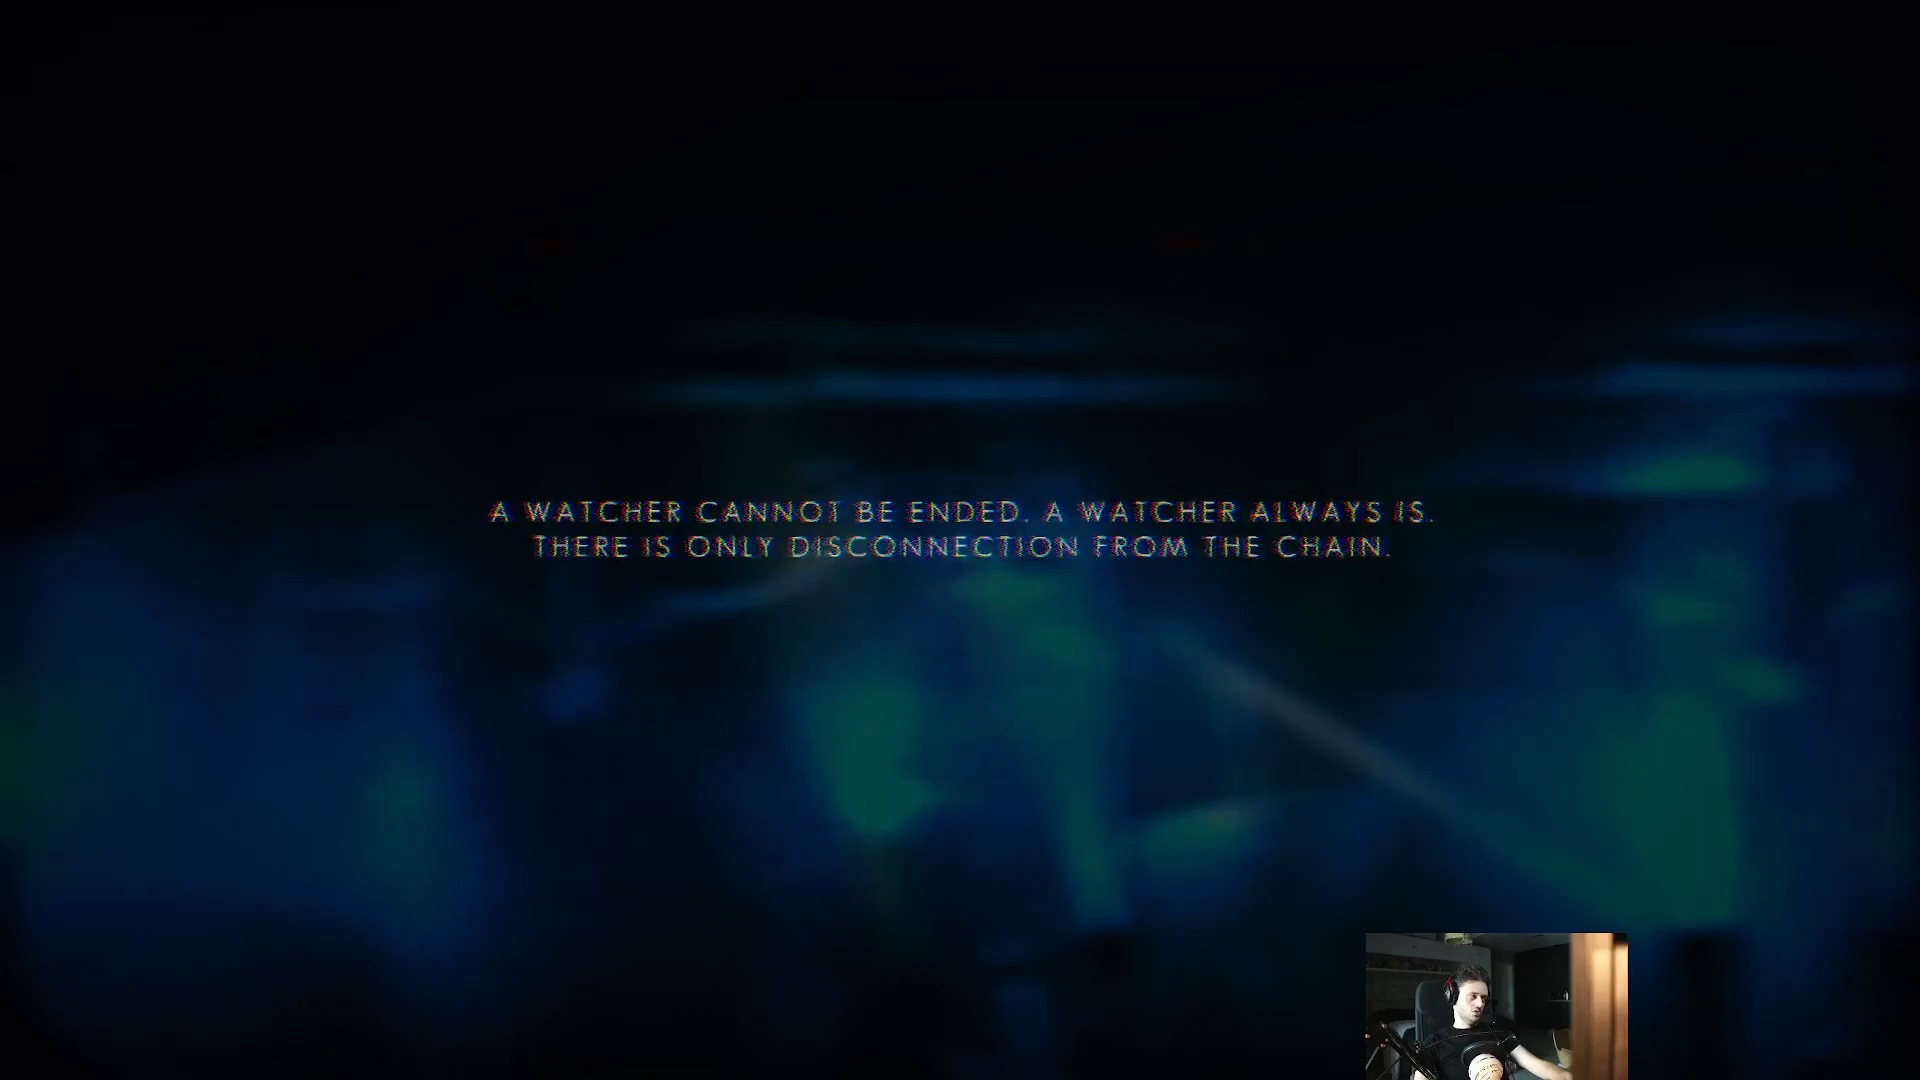 A WATCHER CANNOT BE ENDED. A WATCHER ALWAYS IS.
THERE IS ONLY DISCONNECTION FROM THE CHAIN.